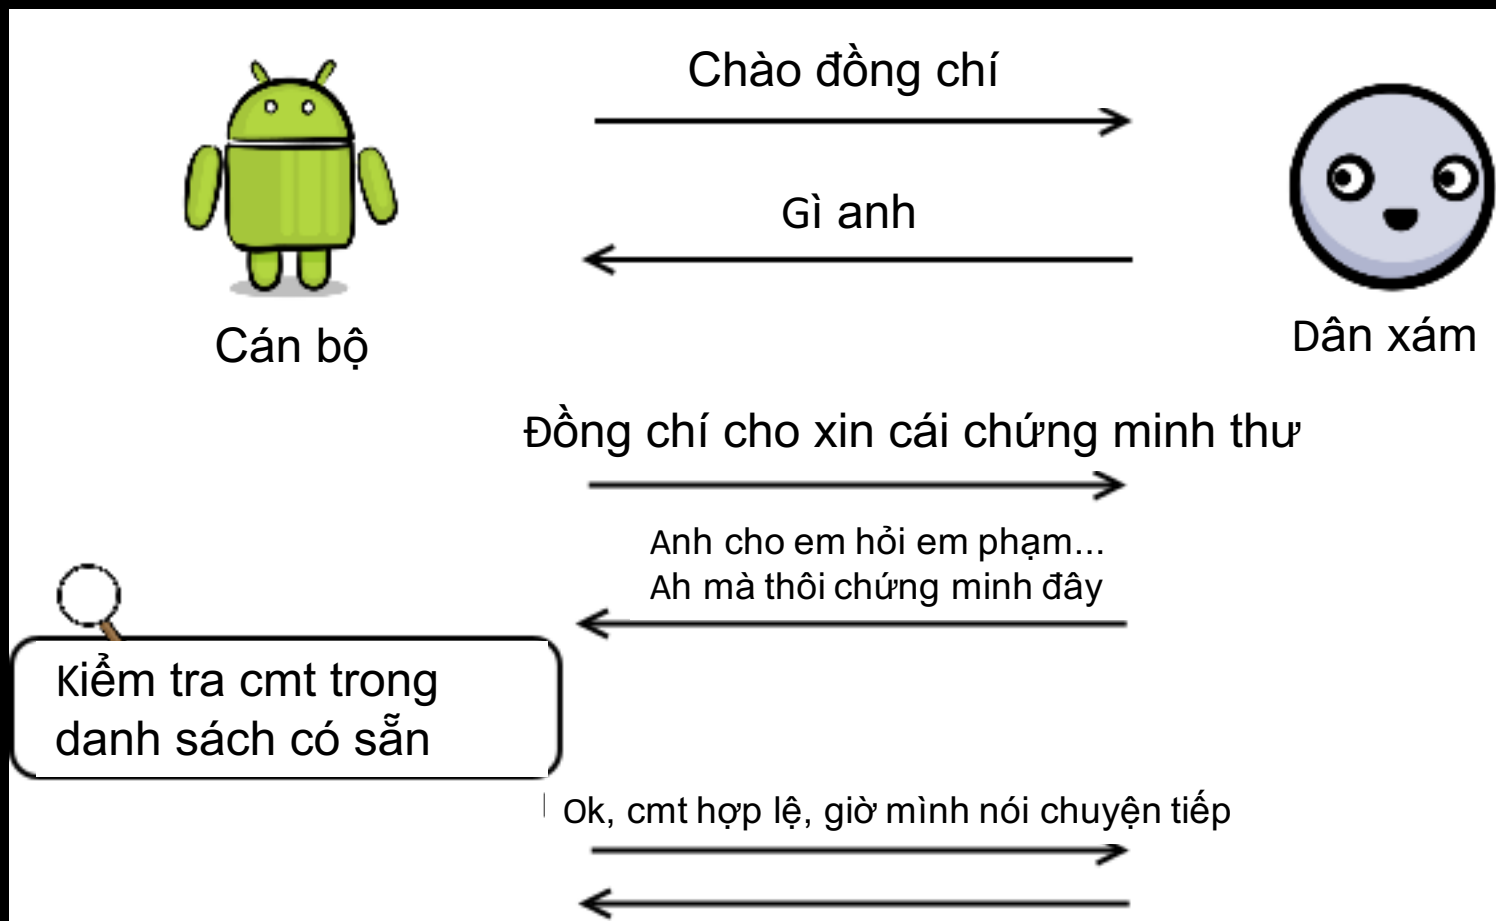 Chào đồng chí
Gì anh
Cán bộ
Dân xám
Đồng chí cho xin cái chứng minh thư
Anh cho em hỏi em phạm...
Ah mà thôi chứng minh đây
Kiểm tra cmt trong
danh sách có sẵn
Ok, cmt hợp lệ, giờ mình nói chuyện tiếp